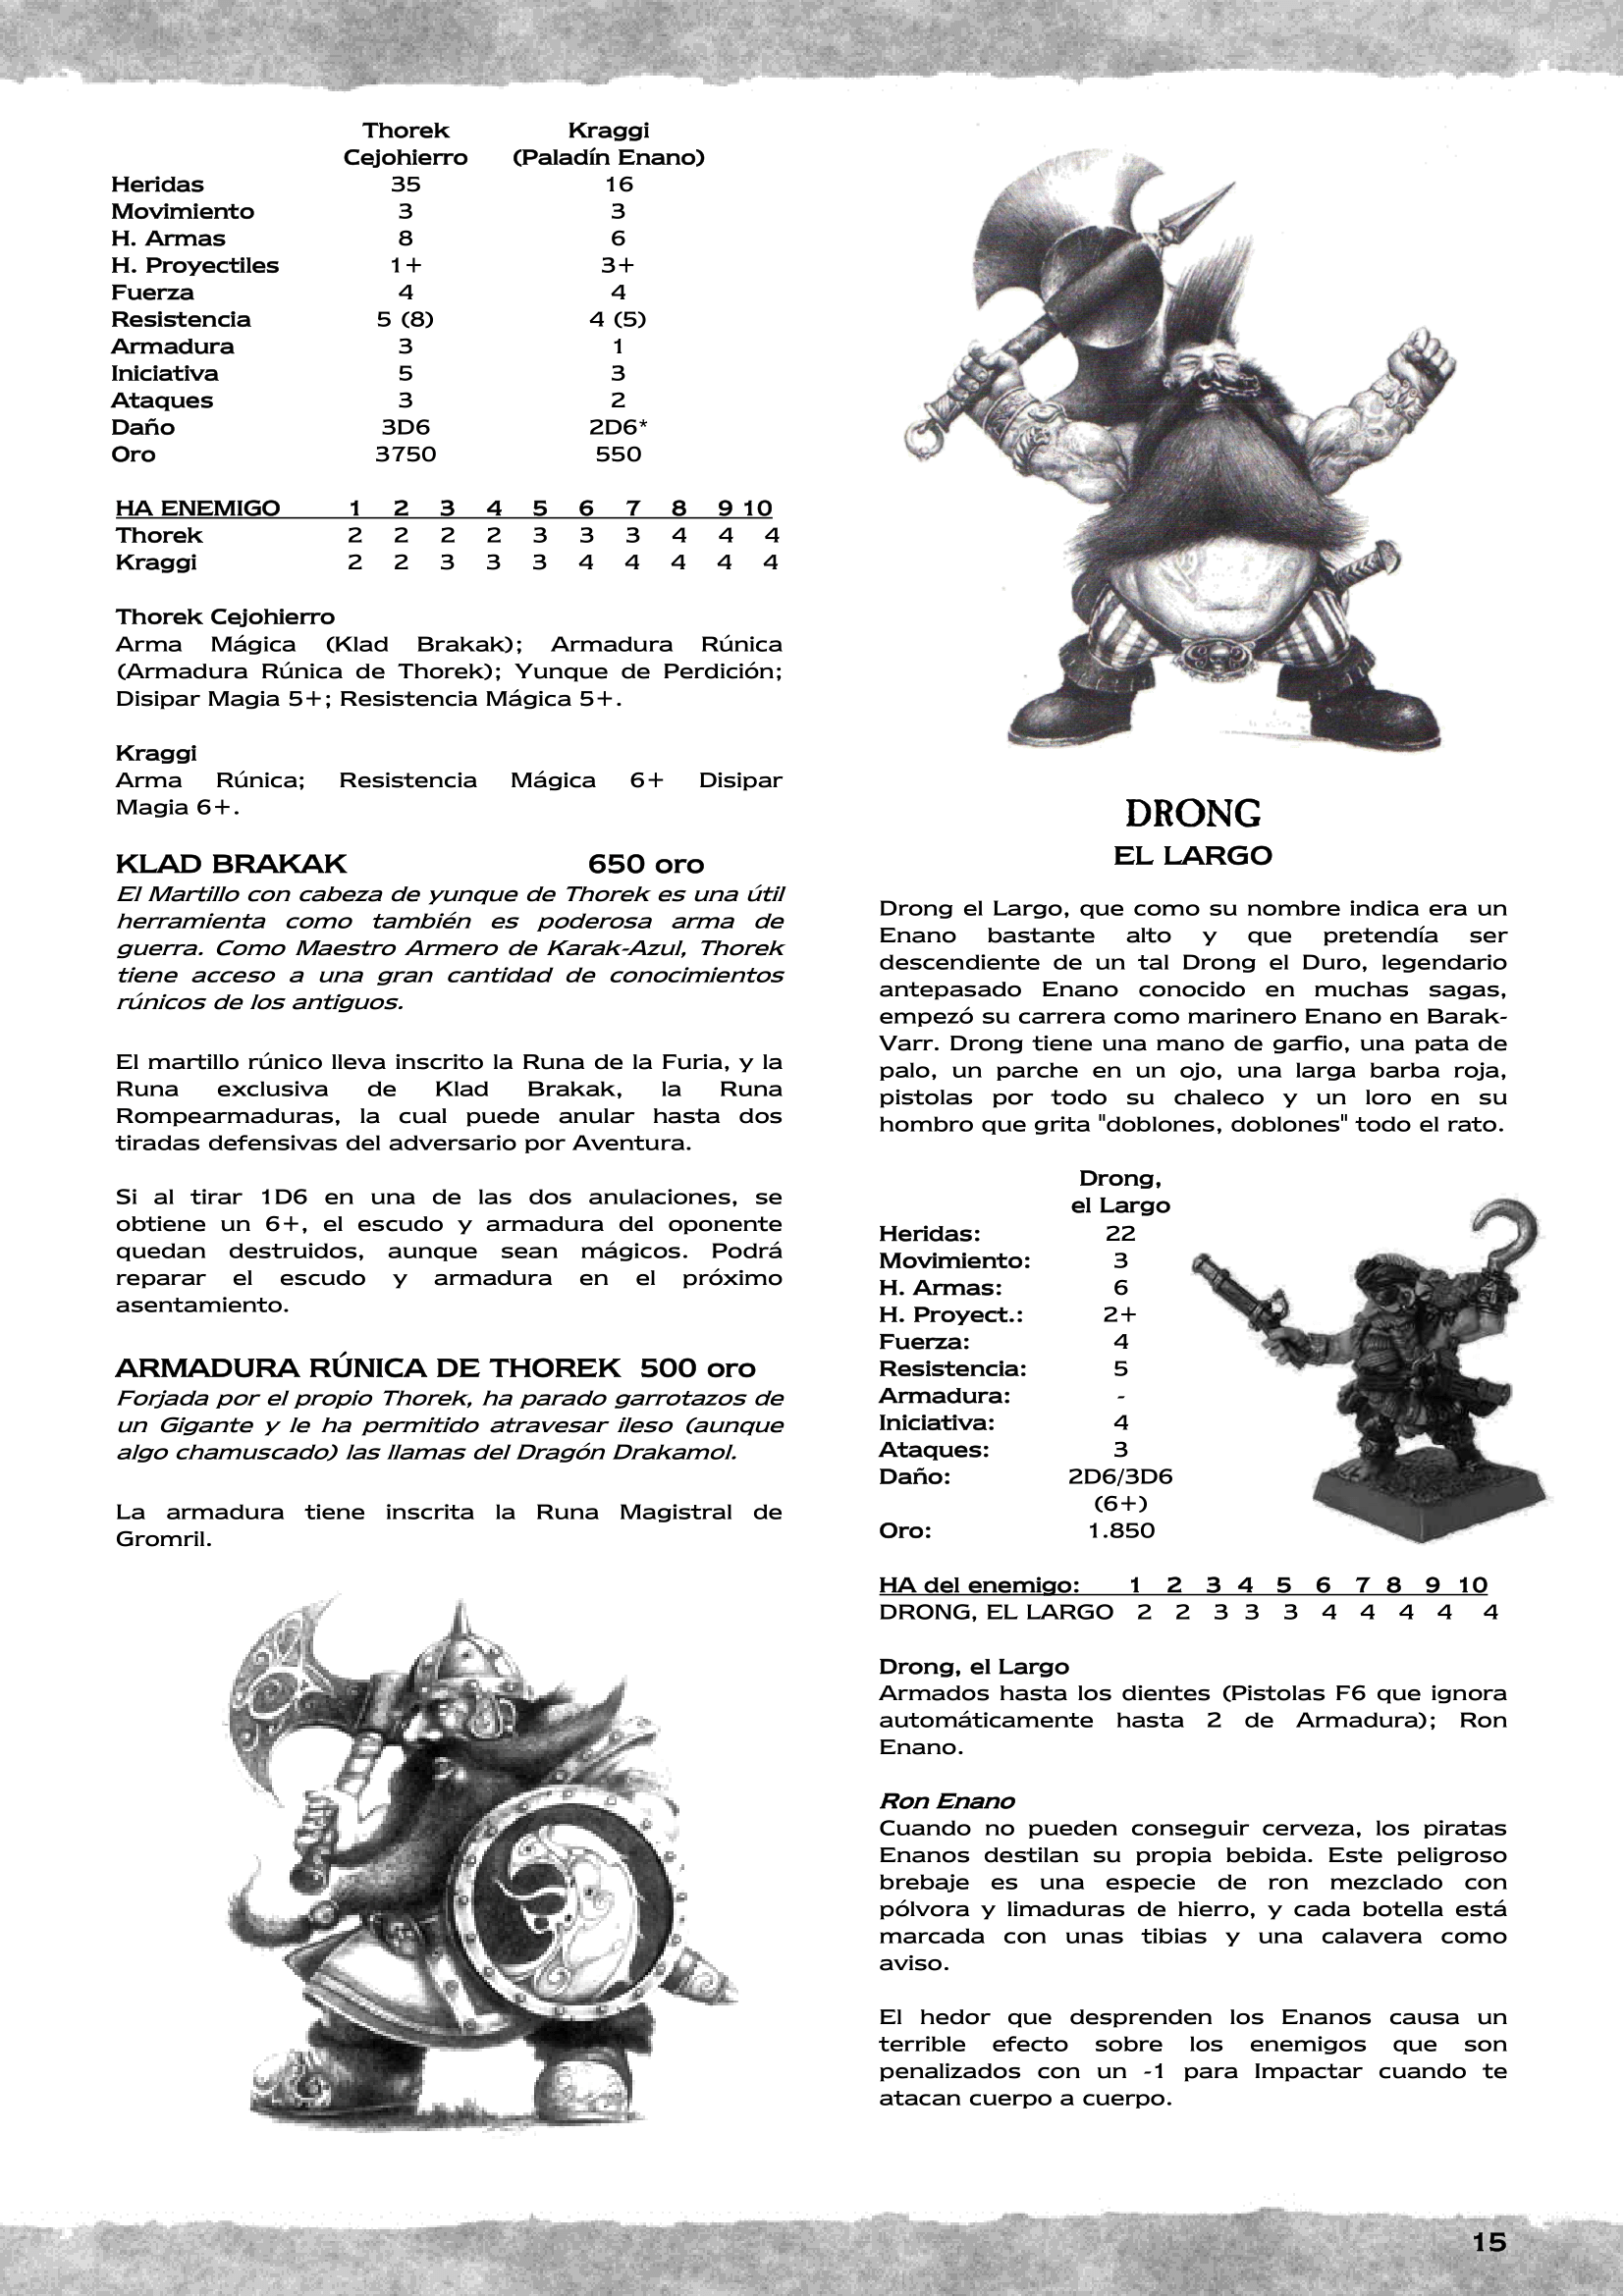 Thorek Kraggi
Cejohierro (Paladín Enano)
Heridas 35 16
Movimiento 3 3
H. Armas 8 6
H. Proyectiles 1+ 3+
Fuerza 4 4
Resistencia 5 (8) 4 (5)
Armadura 3 1
Iniciativa 5 3
Ataques 3 2
Daño 3D6 2D6*
Oro 3750 550
HA ENEMIGO 1 2 3 4 5 6 7 8 9 10
Thorek 2 2 2 2 3 3 3 4 4 4
Kraggi 2 2 3 3 3 4 4 4 4 4
Thorek Cejohierro
Arma Mágica (Klad Brakak); Armadura Rúnica
(Armadura Rúnica de Thorek); Yunque de Perdición;
Disipar Magia 5+; Resistencia Mágica 5+.
Kraggi
Arma Rúnica; Resistencia Mágica 6+ Disipar
Magia 6+.
KLAD BRAKAK 650 oro
El Martillo con cabeza de yunque de Thorek es una útil
herramienta como también es poderosa arma de
guerra. Como Maestro Armero de Karak-Azul, Thorek
tiene acceso a una gran cantidad de conocimientos
rúnicos de los antiguos.
El martillo rúnico lleva inscrito la Runa de la Furia, y la
Runa exclusiva de Klad Brakak, la Runa
Rompearmaduras, la cual puede anular hasta dos
tiradas defensivas del adversario por Aventura.
Si al tirar 1D6 en una de las dos anulaciones, se
obtiene un 6+, el escudo y armadura del oponente
quedan destruidos, aunque sean mágicos. Podrá
reparar el escudo y armadura en el próximo
asentamiento.
ARMADURA RÚNICA DE THOREK 500 oro
Forjada por el propio Thorek, ha parado garrotazos de
un Gigante y le ha permitido atravesar ileso (aunque
algo chamuscado) las llamas del Dragón Drakamol.
La armadura tiene inscrita la Runa Magistral de
Gromril.
DRONG
EL LARGO
Drong el Largo, que como su nombre indica era un
Enano bastante alto y que pretendía ser
descendiente de un tal Drong el Duro, legendario
antepasado Enano conocido en muchas sagas,
empezó su carrera como marinero Enano en Barak-
Varr. Drong tiene una mano de garfio, una pata de
palo, un parche en un ojo, una larga barba roja,
pistolas por todo su chaleco y un loro en su
hombro que grita "doblones, doblones" todo el rato.
Drong,
el Largo
Heridas: 22
Movimiento: 3
H. Armas: 6
H. Proyect.: 2+
Fuerza: 4
Resistencia: 5
Armadura: -
Iniciativa: 4
Ataques: 3
Daño: 2D6/3D6
(6+)
Oro: 1.850
HA del enemigo: 1 2 3 4 5 6 7 8 9 10
DRONG, EL LARGO 2 2 3 3 3 4 4 4 4 4
Drong, el Largo
Armados hasta los dientes (Pistolas F6 que ignora
automáticamente hasta 2 de Armadura); Ron
Enano.
Ron Enano
Cuando no pueden conseguir cerveza, los piratas
Enanos destilan su propia bebida. Este peligroso
brebaje es una especie de ron mezclado con
pólvora y limaduras de hierro, y cada botella está
marcada con unas tibias y una calavera como
aviso.
El hedor que desprenden los Enanos causa un
terrible efecto sobre los enemigos que son
penalizados con un -1 para Impactar cuando te
atacan cuerpo a cuerpo.
15